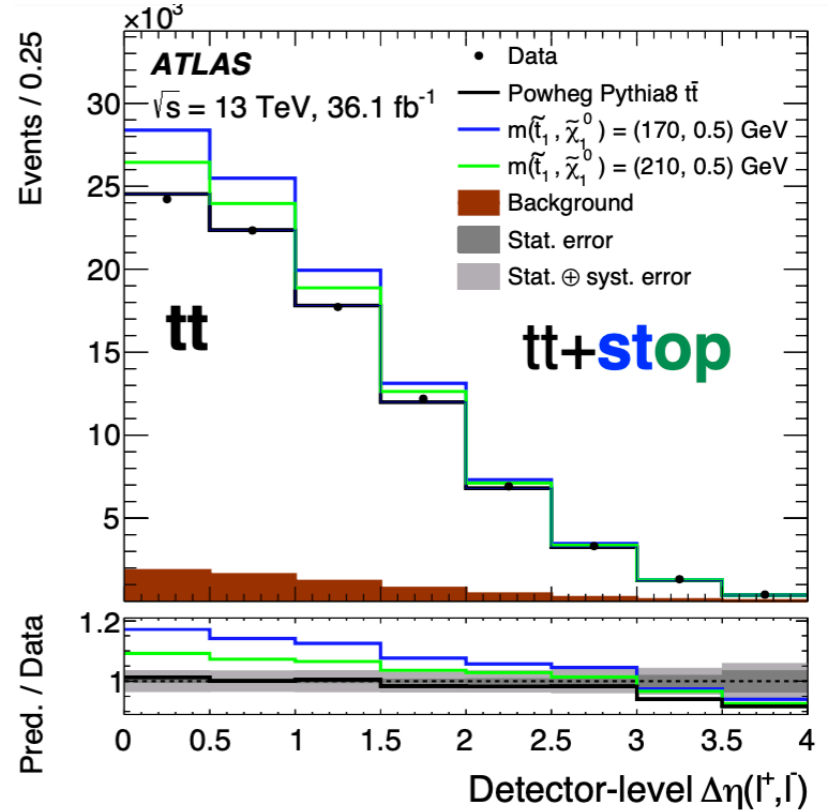 ×10³
Events / 0.25
30
25
20
15
10
5
ATLAS
√s = 13 TeV, 36.1 fb⁻¹
Data
Powheg Pythia8 tt̄
m(t̃₁, χ̃₁⁰) = (170, 0.5) GeV
m(t̃₁, χ̃₁⁰) = (210, 0.5) GeV
Background
Stat. error
Stat. ⊕ syst. error
tt
tt+stop
Pred. / Data
1.2
1
0 0.5 1 1.5 2 2.5 3 3.5 4
Detector-level Δη(l⁺,l⁻)